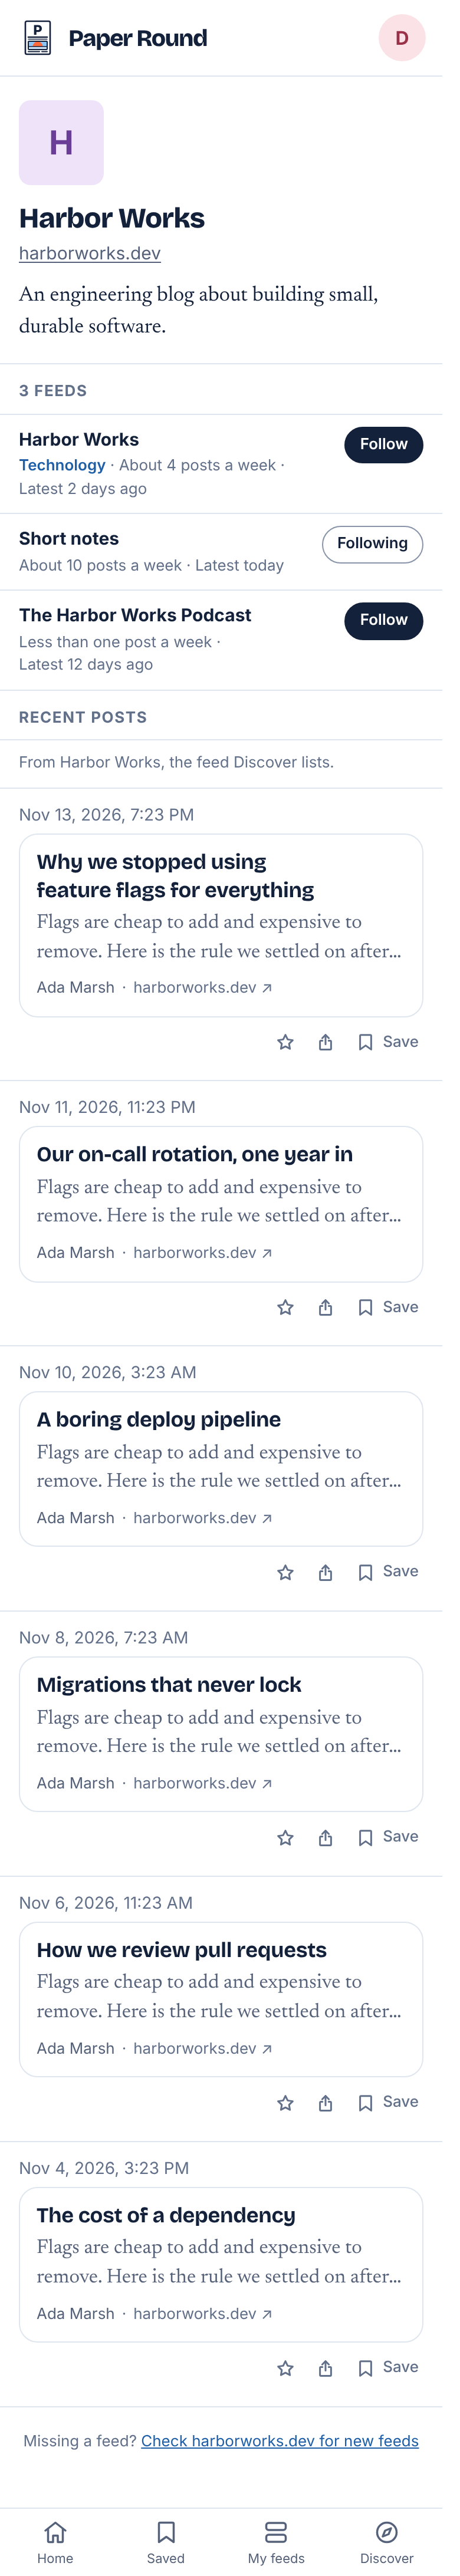 P
Paper Round
D
H
Harbor Works
harborworks.dev
An engineering blog about building small,
durable software.
3 FEEDS
Harbor Works
Follow
Technology · About 4 posts a week ·
Latest 2 days ago
Short notes
Following
About 10 posts a week · Latest today
The Harbor Works Podcast
Follow
Less than one post a week ·
Latest 12 days ago
RECENT POSTS
From Harbor Works, the feed Discover lists.
Nov 13, 2026, 7:23 PM
Why we stopped using
feature flags for everything
Flags are cheap to add and expensive to
remove. Here is the rule we settled on after...
Ada Marsh · harborworks.dev ↗
Save
Nov 11, 2026, 11:23 PM
Our on-call rotation, one year in
Flags are cheap to add and expensive to
remove. Here is the rule we settled on after...
Ada Marsh · harborworks.dev ↗
Save
Nov 10, 2026, 3:23 AM
A boring deploy pipeline
Flags are cheap to add and expensive to
remove. Here is the rule we settled on after...
Ada Marsh · harborworks.dev ↗
Save
Nov 8, 2026, 7:23 AM
Migrations that never lock
Flags are cheap to add and expensive to
remove. Here is the rule we settled on after...
Ada Marsh · harborworks.dev ↗
Save
Nov 6, 2026, 11:23 AM
How we review pull requests
Flags are cheap to add and expensive to
remove. Here is the rule we settled on after...
Ada Marsh · harborworks.dev ↗
Save
Nov 4, 2026, 3:23 PM
The cost of a dependency
Flags are cheap to add and expensive to
remove. Here is the rule we settled on after...
Ada Marsh · harborworks.dev ↗
Save
Missing a feed? Check harborworks.dev for new feeds
Home
Saved
My feeds
Discover